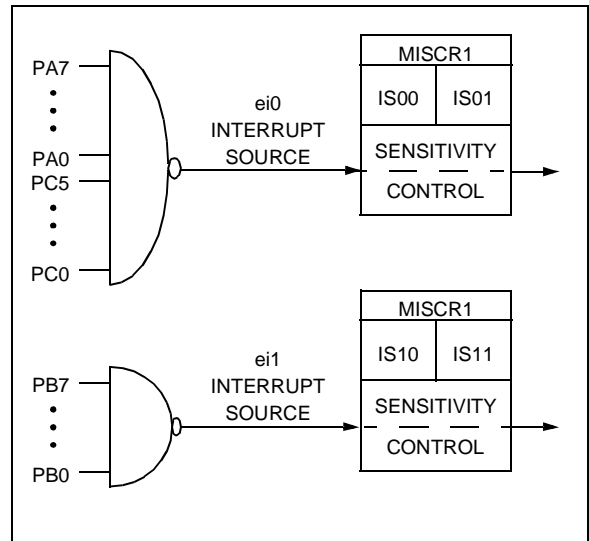 PA7
PA0
PC5
PC0
ei0
INTERRUPT
SOURCE
MISCR1
IS00 IS01
SENSITIVITY
CONTROL
PB7
PB0
ei1
INTERRUPT
SOURCE
MISCR1
IS10 IS11
SENSITIVITY
CONTROL